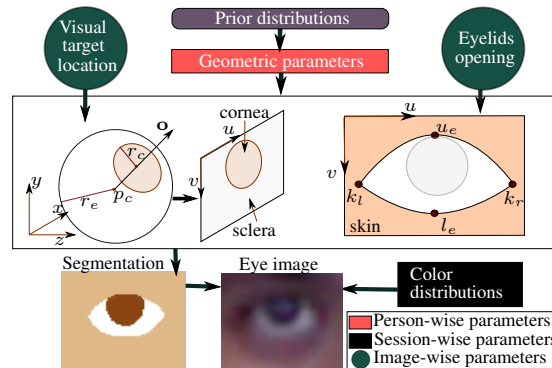 Visual
target
location
Prior distributions
Geometric parameters
Eyelids
opening
o
r_c
y
x
z
r_e
p_c
cornea
u
v
sclera
u
v
u_e
k_l
k_r
l_e
skin
Segmentation
Eye image
Color
distributions
Person-wise parameters
Session-wise parameters
Image-wise parameters